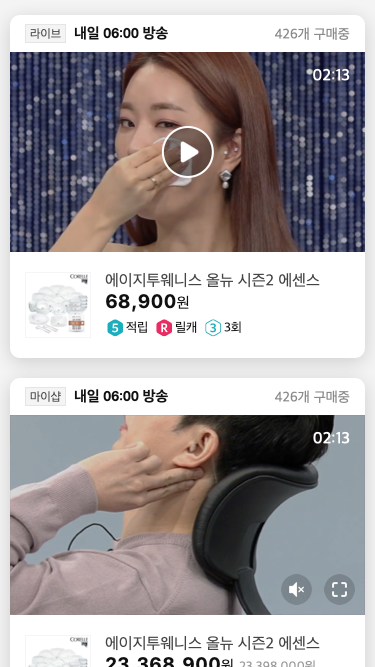 라이브 내일 06:00 방송 426개 구매중
02:13
CORELLE
에이지투웨니스 올뉴 시즌2 에센스
68,900원
5 적립 R 릴캐 3 3회
마이샵 내일 06:00 방송 426개 구매중
02:13
CORELLE
에이지투웨니스 올뉴 시즌2 에센스
23,368,900원 23,398,000원